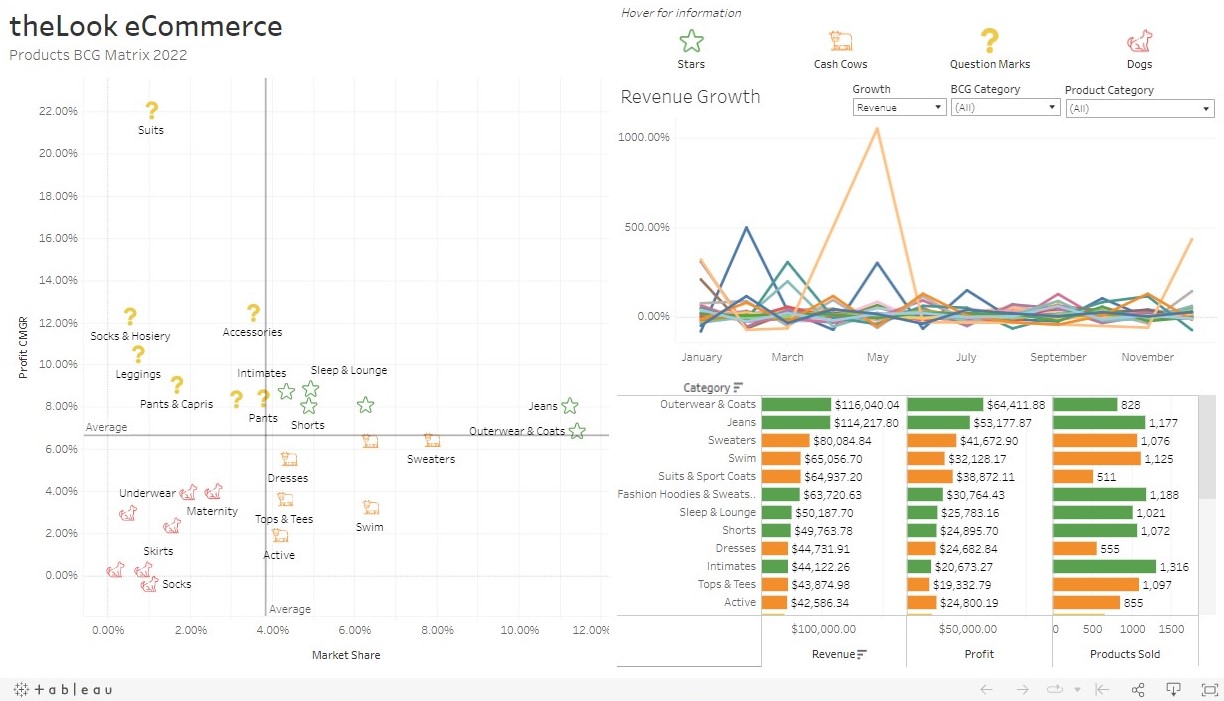 theLook eCommerce
Products BCG Matrix 2022
22.00%
20.00%
18.00%
16.00%
14.00%
12.00%
10.00%
8.00%
6.00%
4.00%
2.00%
0.00%
Profit CMGR
Suits
Socks & Hosiery
Accessories
Leggings
Intimates
Sleep & Lounge
Pants & Capris
Pants
Shorts
Jeans
Average
Outerwear & Coats
Sweaters
Dresses
Underwear
Maternity
Tops & Tees
Swim
Skirts
Active
Socks
Average
0.00% 2.00% 4.00% 6.00% 8.00% 10.00% 12.00%
Market Share
Hover for information
Stars Cash Cows Question Marks Dogs
Revenue Growth
Growth BCG Category Product Category
Revenue (All) (All)
1000.00%
500.00%
0.00%
January March May July September November
Category
Outerwear & Coats $116,040.04 $64,411.88 828
Jeans $114,217.80 $53,177.87 1,177
Sweaters $80,084.84 $41,672.90 1,076
Swim $65,056.70 $32,128.17 1,125
Suits & Sport Coats $64,937.20 $38,872.11 511
Fashion Hoodies & Sweats.. $63,720.63 $30,764.43 1,188
Sleep & Lounge $50,187.70 $25,783.16 1,021
Shorts $49,763.78 $24,895.70 1,072
Dresses $44,731.91 $24,682.84 555
Intimates $44,122.26 $20,673.27 1,316
Tops & Tees $43,874.98 $19,332.79 1,097
Active $42,586.34 $24,800.19 855
$100,000.00 $50,000.00 0 500 1000 1500
Revenue Profit Products Sold
+ableau